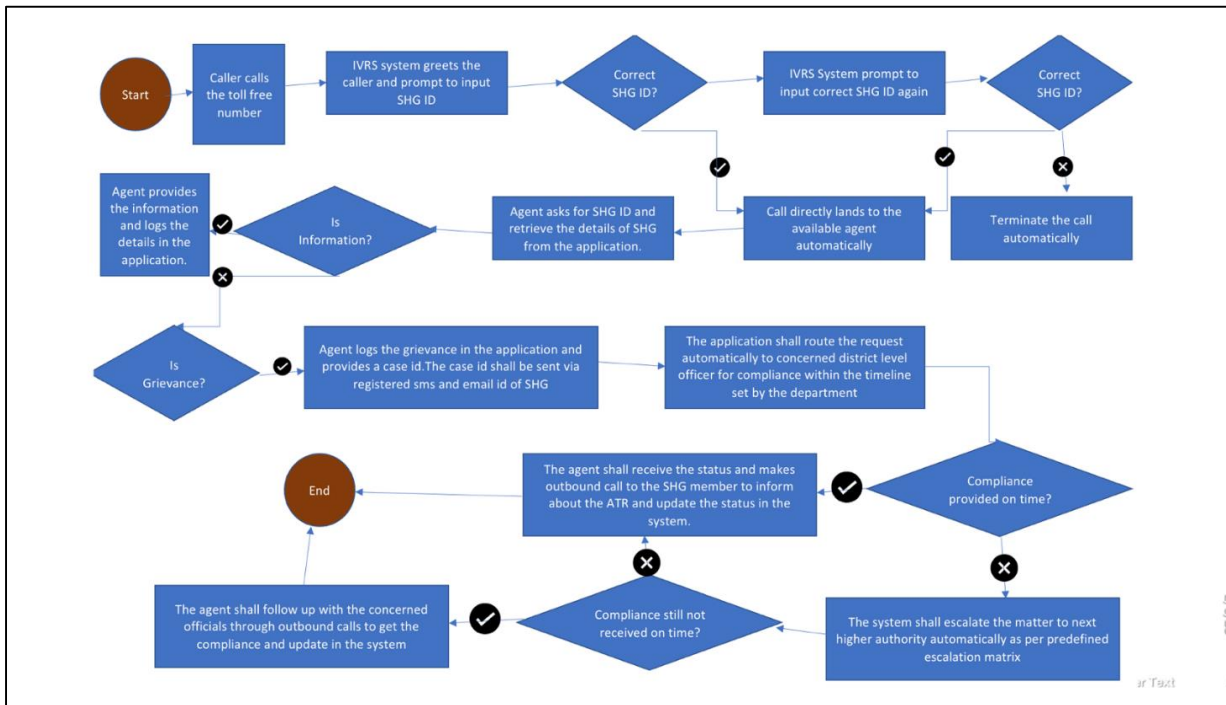 Start
Caller calls
the toll free
number
IVRS system greets the
caller and prompt to input
SHG ID
Correct
SHG ID?
IVRS System prompt to
input correct SHG ID again
Correct
SHG ID?
Agent provides
the information
and logs the
details in the
application.
Is
Information?
Agent asks for SHG ID and
retrieve the details of SHG
from the application.
Call directly lands to the
available agent
automatically
Terminate the call
automatically
Is
Grievance?
Agent logs the grievance in the application and
provides a case id.The case id shall be sent via
registered sms and email id of SHG
The application shall route the request
automatically to concerned district level
officer for compliance within the timeline
set by the department
End
The agent shall receive the status and makes
outbound call to the SHG member to inform
about the ATR and update the status in the
system.
Compliance
provided on time?
The agent shall follow up with the concerned
officials through outbound calls to get the
compliance and update in the system
Compliance still not
received on time?
The system shall escalate the matter to next
higher authority automatically as per predefined
escalation matrix
er Text